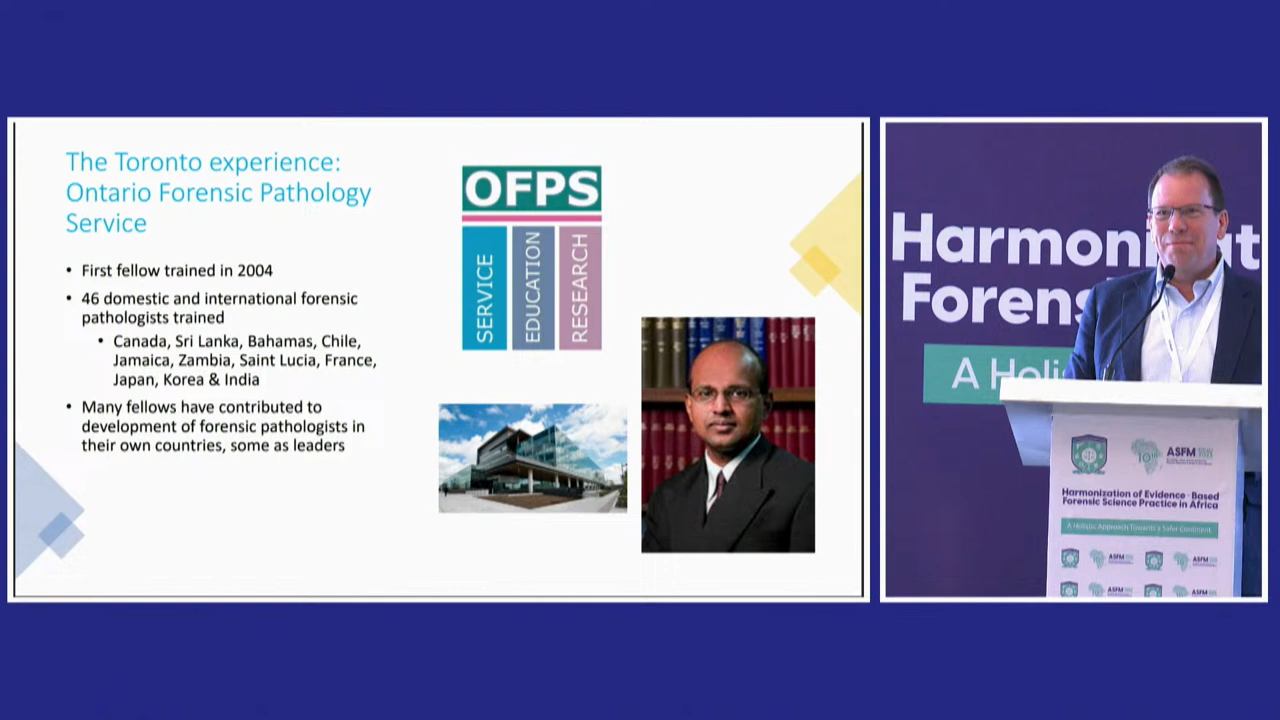 The Toronto experience:
Ontario Forensic Pathology
Service
• First fellow trained in 2004
• 46 domestic and international forensic
pathologists trained
• Canada, Sri Lanka, Bahamas, Chile,
Jamaica, Zambia, Saint Lucia, France,
Japan, Korea & India
• Many fellows have contributed to
development of forensic pathologists in
their own countries, some as leaders
OFPS
SERVICE
EDUCATION
RESEARCH
Harmoni
Forens
A Holis
ASFM
Harmonization of Evidence-Based
Forensic Science Practice in Africa
A Holistic Approach Towards a Safer Continent.
ASFM
ASFM
ASFM
ASFM